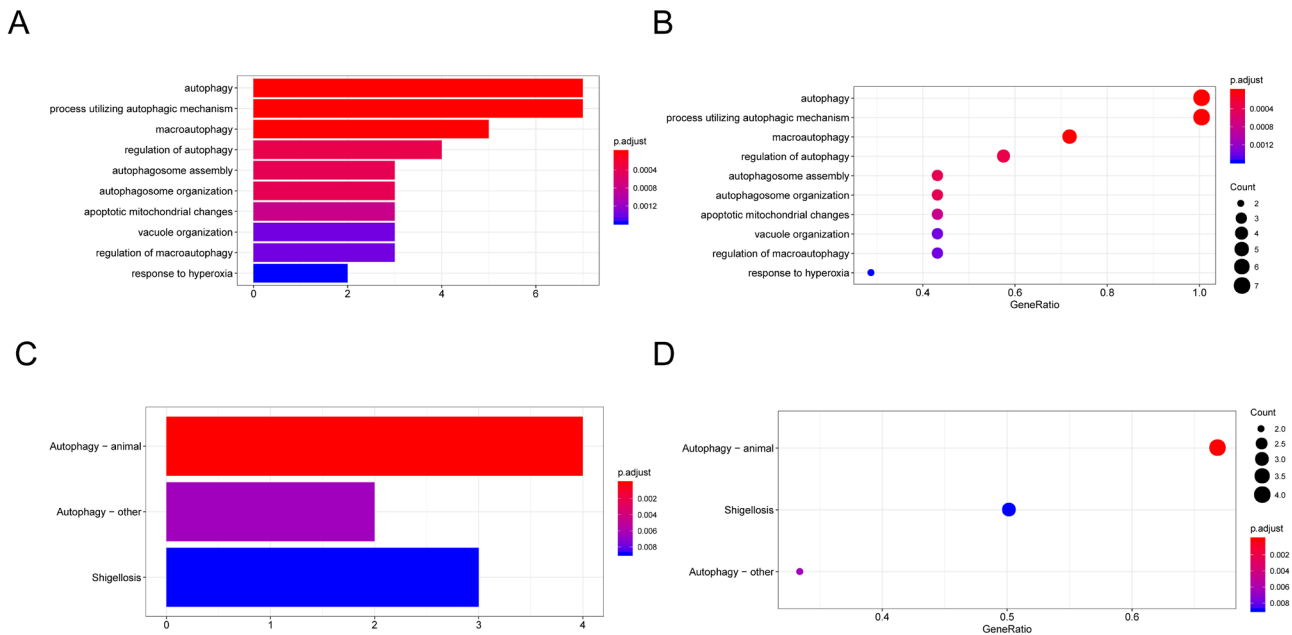 A
autophagy
process utilizing autophagic mechanism
macroautophagy
regulation of autophagy
autophagosome assembly
autophagosome organization
apoptotic mitochondrial changes
vacuole organization
regulation of macroautophagy
response to hyperoxia
0 2 4 6
p.adjust
0.0004
0.0008
0.0012
B
autophagy
process utilizing autophagic mechanism
macroautophagy
regulation of autophagy
autophagosome assembly
autophagosome organization
apoptotic mitochondrial changes
vacuole organization
regulation of macroautophagy
response to hyperoxia
0.4 0.6 0.8 1.0
GeneRatio
p.adjust
0.0004
0.0008
0.0012
Count
2
3
4
5
6
7
C
Autophagy − animal
Autophagy − other
Shigellosis
0 1 2 3 4
p.adjust
0.002
0.004
0.006
0.008
D
Autophagy − animal
Shigellosis
Autophagy − other
0.4 0.5 0.6
GeneRatio
Count
2.0
2.5
3.0
3.5
4.0
p.adjust
0.002
0.004
0.006
0.008